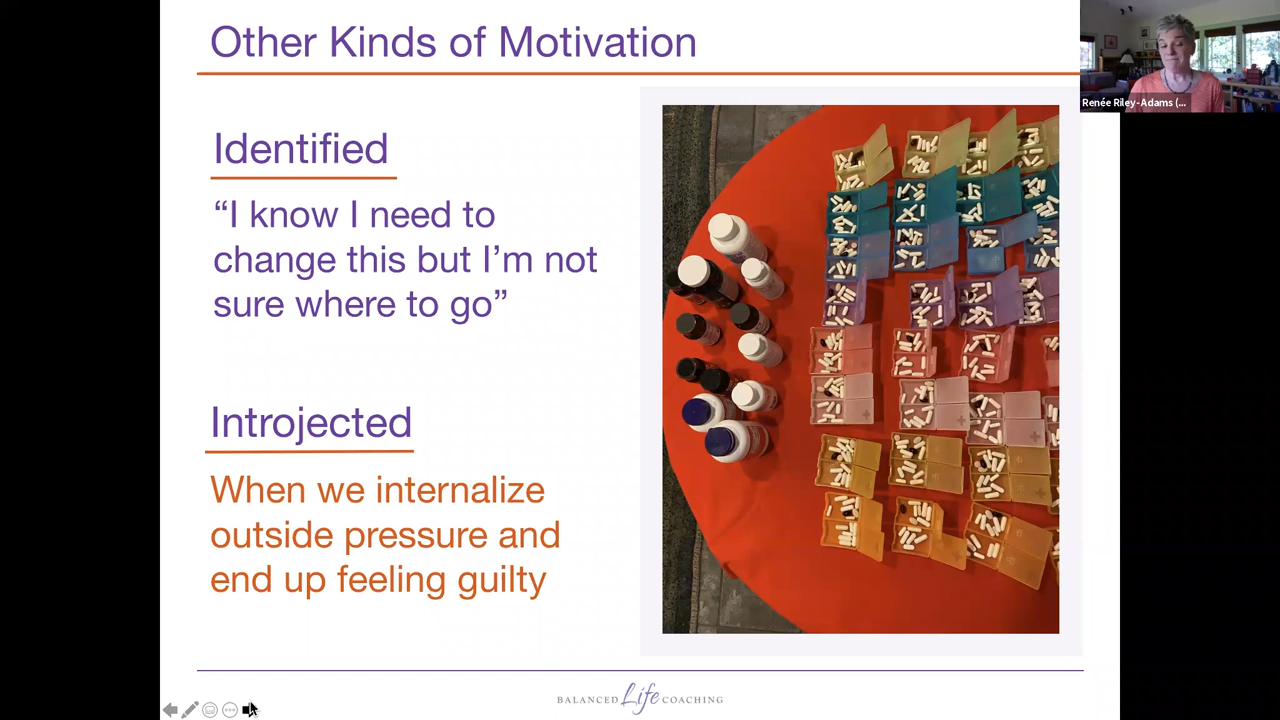 Other Kinds of Motivation
Renée Riley-Adams (...
Identified
“I know I need to
change this but I’m not
sure where to go”
Introjected
When we internalize
outside pressure and
end up feeling guilty
BALANCED Life COACHING